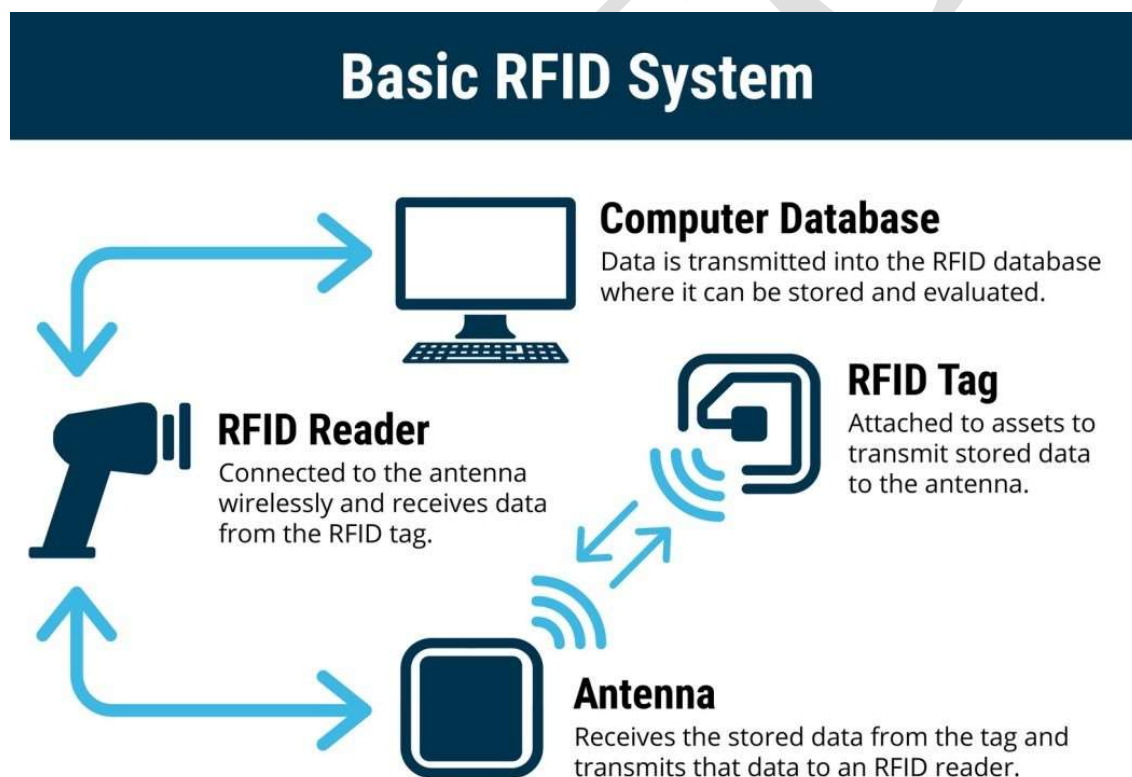 Basic RFID System
Computer Database
Data is transmitted into the RFID database
where it can be stored and evaluated.
RFID Tag
Attached to assets to
transmit stored data
to the antenna.
RFID Reader
Connected to the antenna
wirelessly and receives data
from the RFID tag.
Antenna
Receives the stored data from the tag and
transmits that data to an RFID reader.